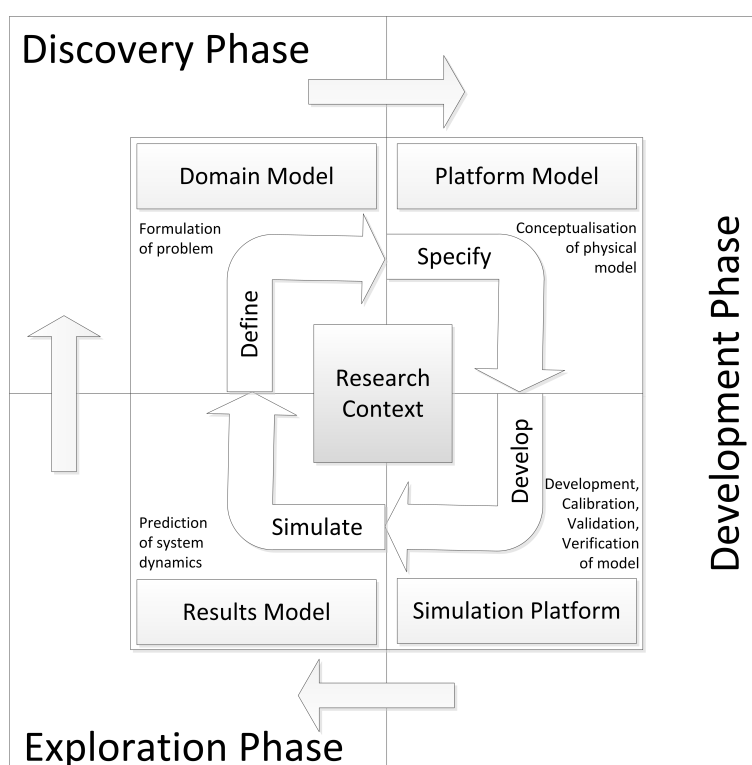 Discovery Phase
Domain Model
Platform Model
Formulation
of problem
Conceptualisation
of physical
model
Specify
Define
Research
Context
Development Phase
Develop
Development,
Calibration,
Validation,
Verification
of model
Prediction
of system
dynamics
Simulate
Results Model
Simulation Platform
Exploration Phase